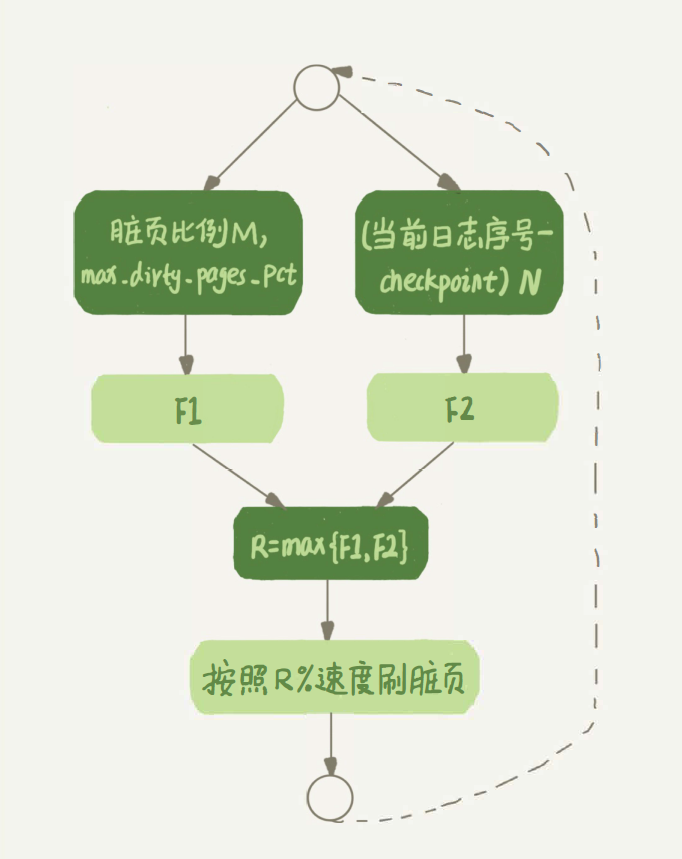 脏页比例M,
max_dirty_pages_pct
(当前日志序号-
checkpoint) N
F1
F2
R=max{F1,F2}
按照R%速度刷脏页